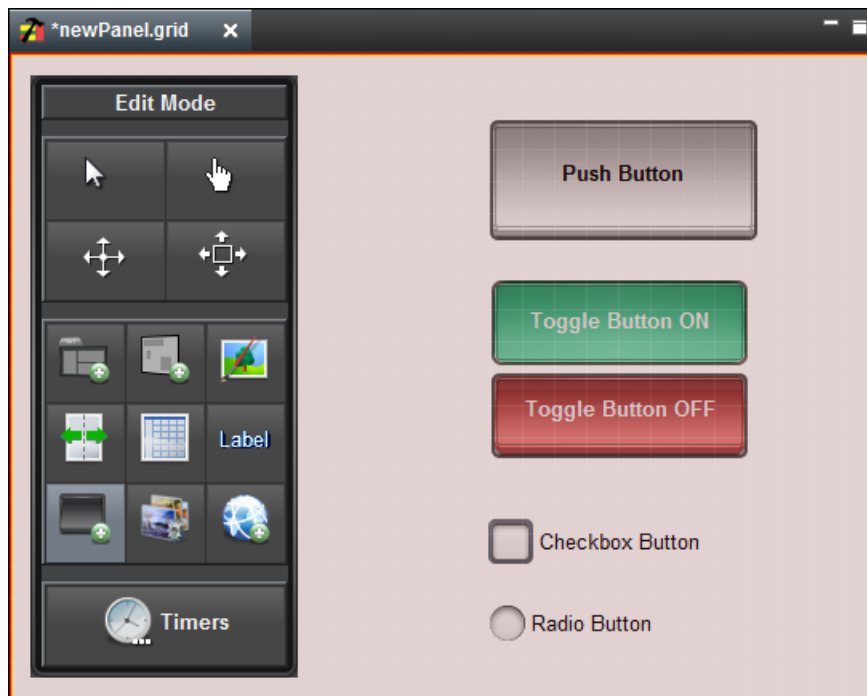 *newPanel.grid
Edit Mode
Push Button
Toggle Button ON
Toggle Button OFF
Label
Checkbox Button
Timers
Radio Button